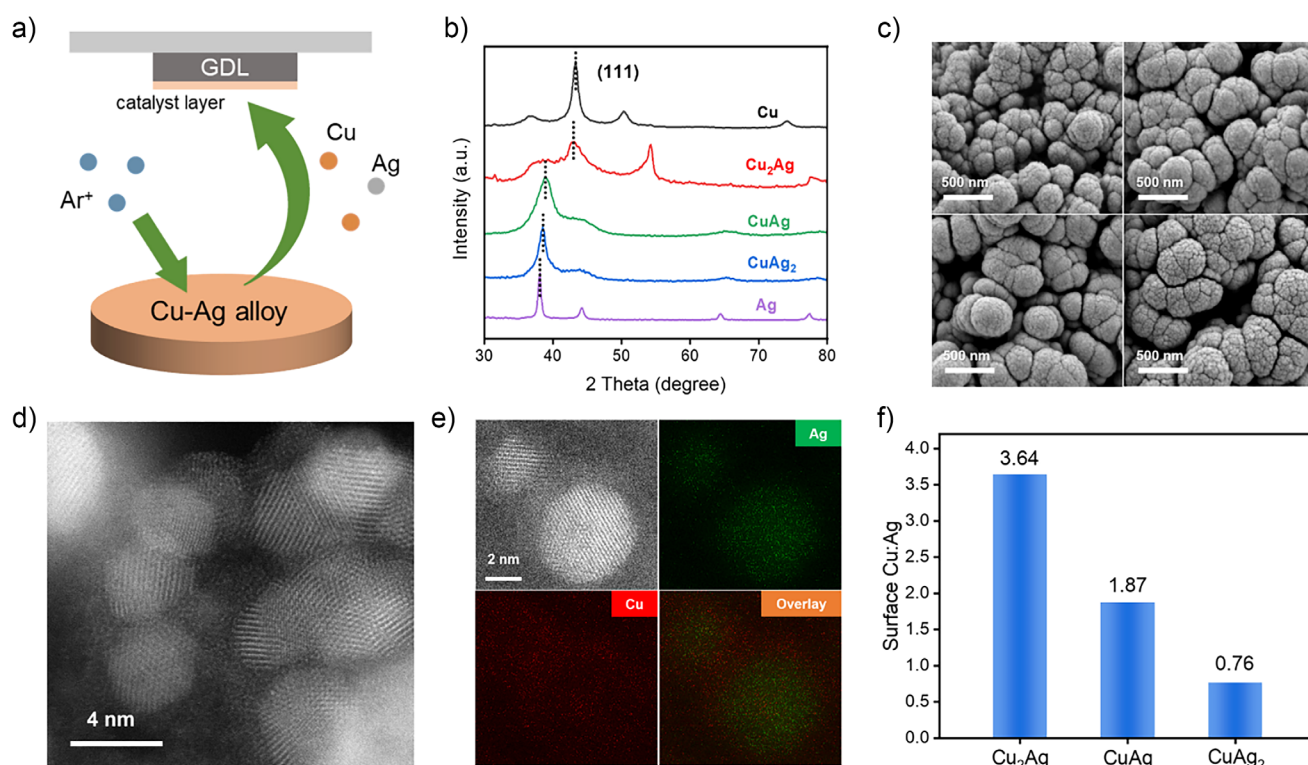 a)
GDL
catalyst layer
Cu
Ag
Ar⁺
Cu-Ag alloy
b)
(111)
Cu
Cu₂Ag
CuAg
CuAg₂
Ag
Intensity (a.u.)
30 40 50 60 70 80
2 Theta (degree)
c)
500 nm 500 nm
500 nm 500 nm
d)
4 nm
e)
Ag
2 nm
Cu Overlay
f)
Surface Cu:Ag
4.0
3.5
3.0
2.5
2.0
1.5
1.0
0.5
0.0
3.64
1.87
0.76
Cu₂Ag CuAg CuAg₂